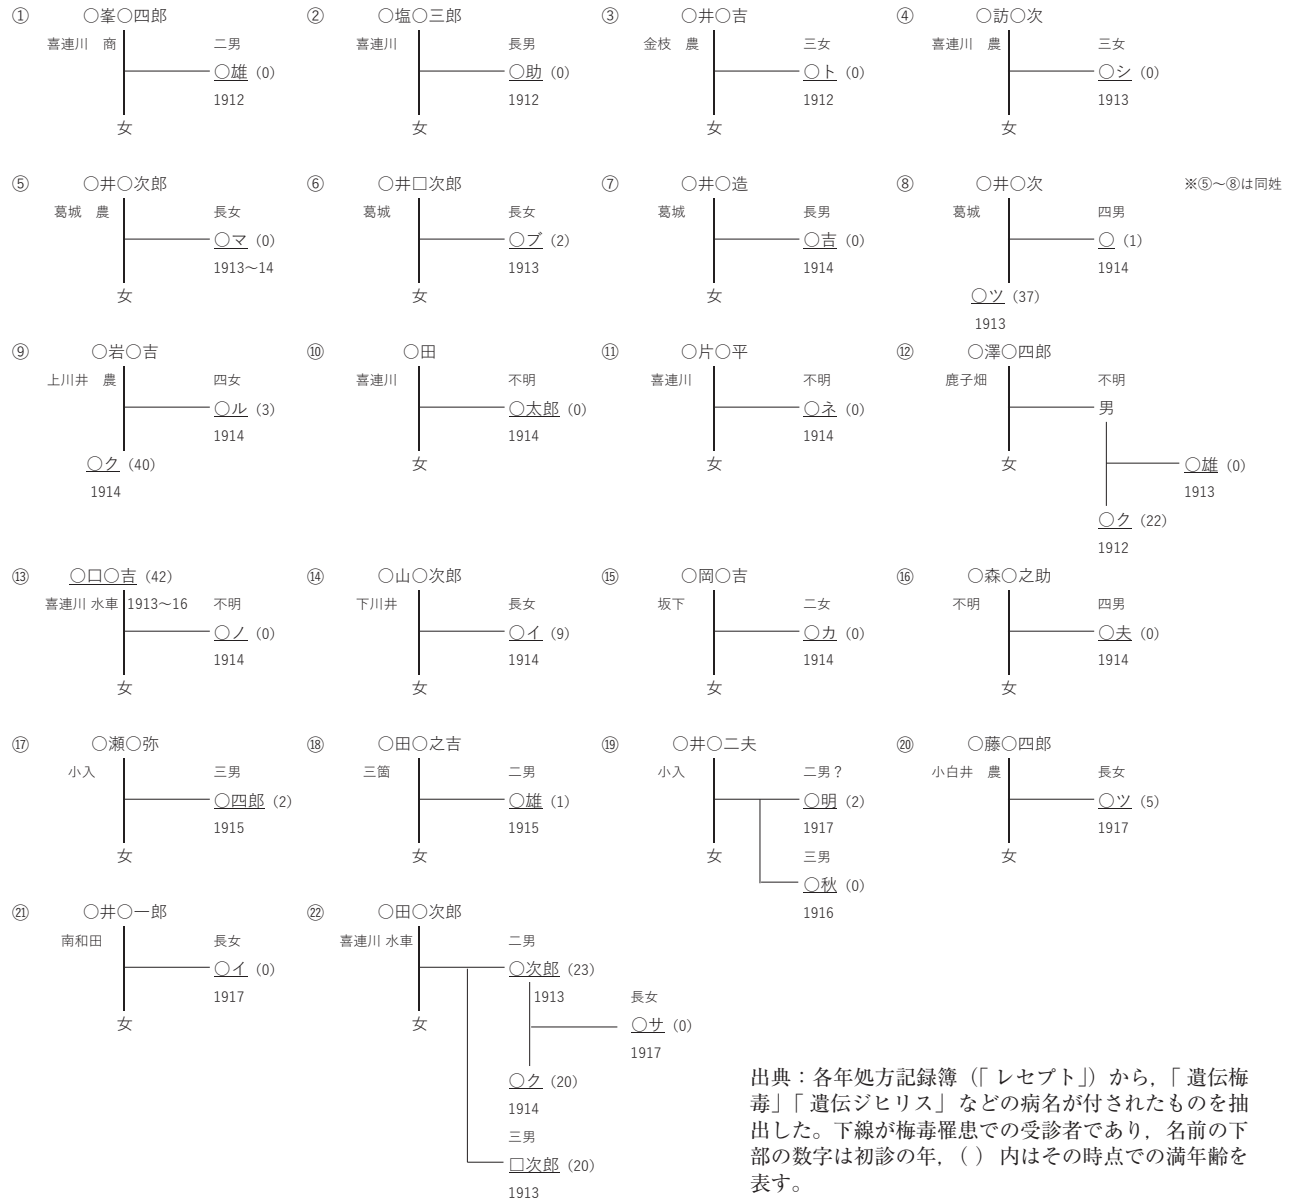 ① ○峯○四郎 ② ○塩○三郎 ③ ○井○吉 ④ ○訪○次
喜連川　商 二男 喜連川 長男 金枝　農 三女 喜連川　農 三女
○雄（0） ○助（0） ○ト（0） ○シ（0）
1912 1912 1912 1913
女 女 女 女
⑤ ○井○次郎 ⑥ ○井□次郎 ⑦ ○井○造 ⑧ ○井○次 ※⑤～⑧は同姓
葛城　農 長女 葛城 長女 葛城 長男 葛城 四男
○マ（0） ○ブ（2） ○吉（0） ○（1）
1913～14 1913 1914 1914
女 女 女 ○ツ（37）
1913
⑨ ○岩○吉 ⑩ ○田 ⑪ ○片○平 ⑫ ○澤○四郎
上川井　農 四女 喜連川 不明 喜連川 不明 鹿子畑 不明
○ル（3） ○太郎（0） ○ネ（0） 男
1914 1914 1914
○ク（40） 女 女 女 ○雄（0）
1914 1913
○ク（22）
1912
⑬ ○口○吉（42） ⑭ ○山○次郎 ⑮ ○岡○吉 ⑯ ○森○之助
喜連川 水車 1913～16 不明 下川井 長女 坂下 二女 不明 四男
○ノ（0） ○イ（9） ○カ（0） ○夫（0）
1914 1914 1914 1914
女 女 女 女
⑰ ○瀬○弥 ⑱ ○田○之吉 ⑲ ○井○二夫 ⑳ ○藤○四郎
小入 三男 三箇 二男 小入 二男？ 小白井　農 長女
○四郎（2） ○雄（1） ○明（2） ○ツ（5）
1915 1915 1917 1917
女 女 女 三男 女
○秋（0）
1916
㉑ ○井○一郎 ㉒ ○田○次郎
南和田 長女 喜連川 水車 二男
○イ（0） ○次郎（23）
1917 1913 長女
女 女 ○サ（0）
1917
○ク（20）
1914
三男
□次郎（20）
1913
出典：各年処方記録簿（「レセプト」）から，「遺伝梅
毒」「遺伝ジヒリス」などの病名が付されたものを抽
出した。下線が梅毒罹患での受診者であり，名前の下
部の数字は初診の年，（ ）内はその時点での満年齢を
表す。